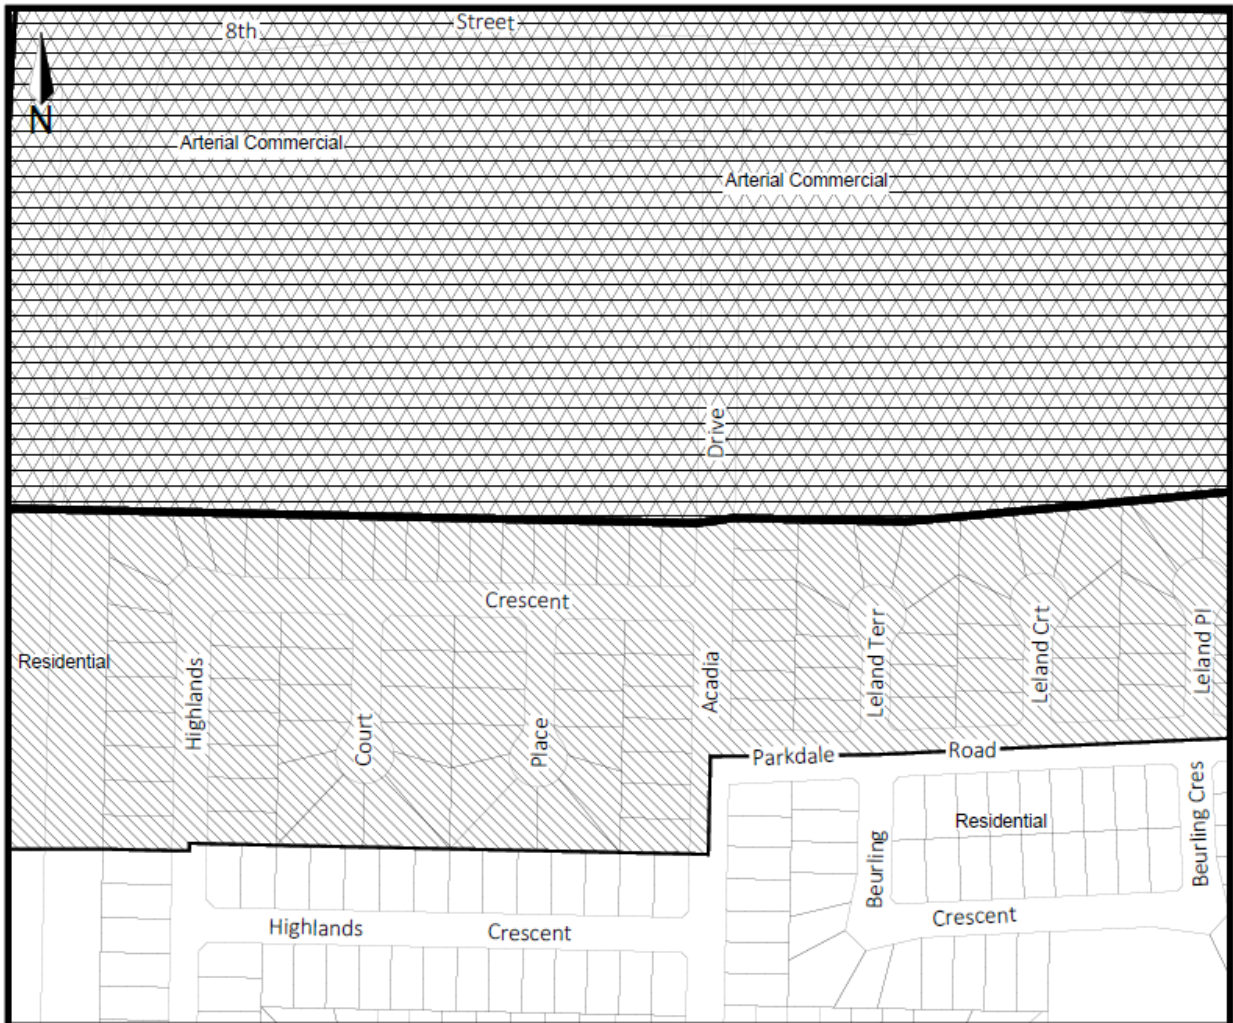 8th Street
N
Arterial Commercial
Arterial Commercial
Drive
Crescent
Residential
Highlands
Court
Place
Acadia
Leland Terr
Leland Crt
Leland Pl
Parkdale Road
Residential
Beurling
Beurling Cres
Crescent
Highlands Crescent